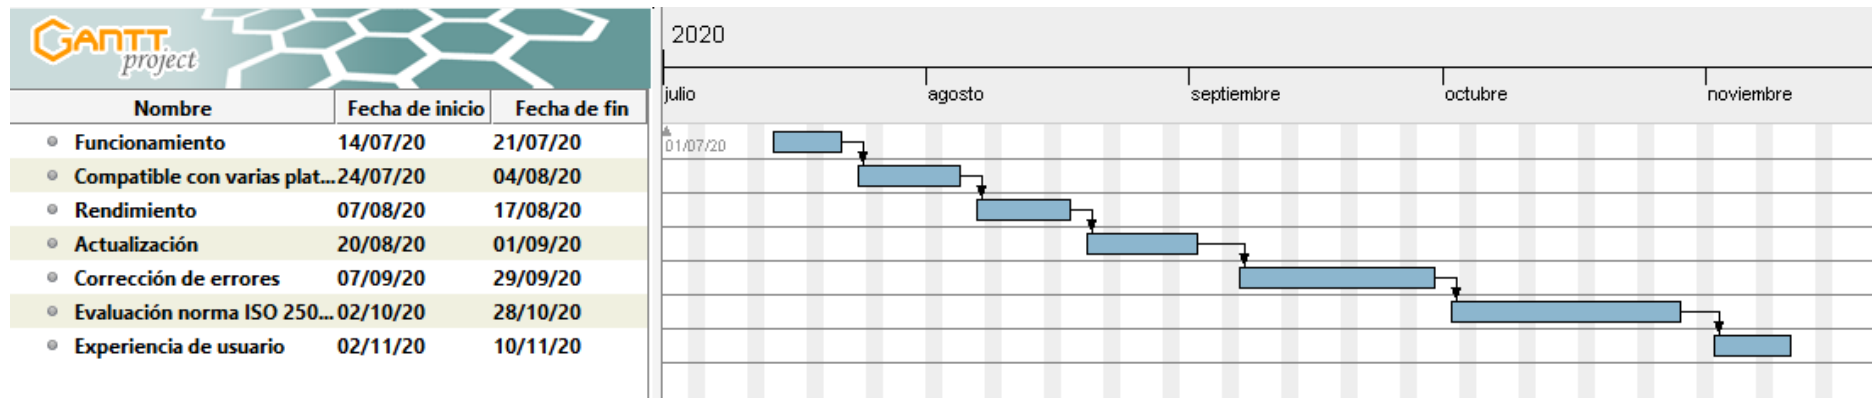 GANTT
project
2020
julio agosto septiembre octubre noviembre
Nombre Fecha de inicio Fecha de fin
01/07/20
Funcionamiento 14/07/20 21/07/20
Compatible con varias plat... 24/07/20 04/08/20
Rendimiento 07/08/20 17/08/20
Actualización 20/08/20 01/09/20
Corrección de errores 07/09/20 29/09/20
Evaluación norma ISO 250... 02/10/20 28/10/20
Experiencia de usuario 02/11/20 10/11/20